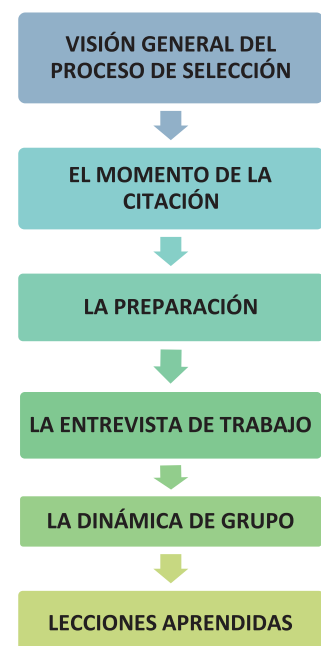 VISIÓN GENERAL DEL
PROCESO DE SELECCIÓN
EL MOMENTO DE LA
CITACIÓN
LA PREPARACIÓN
LA ENTREVISTA DE TRABAJO
LA DINÁMICA DE GRUPO
LECCIONES APRENDIDAS